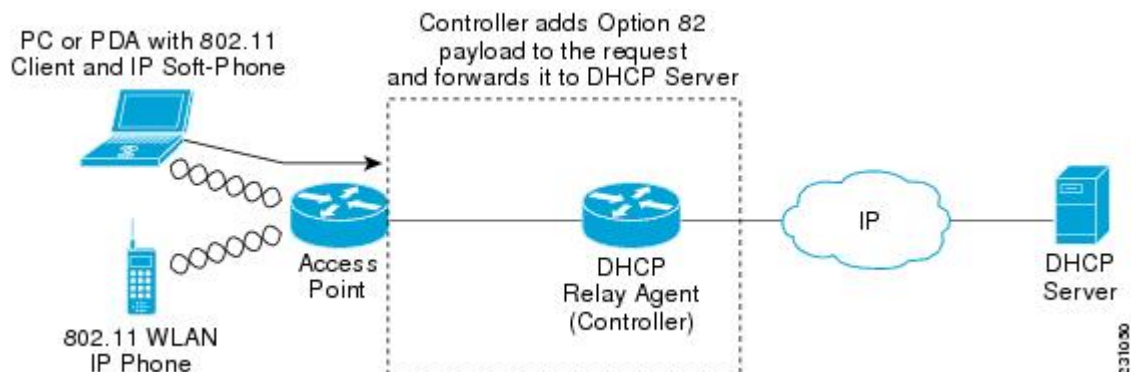 Controller adds Option 82
payload to the request
and forwards it to DHCP Server
PC or PDA with 802.11
Client and IP Soft-Phone
IP
Access
Point
DHCP
Relay Agent
(Controller)
DHCP
Server
802.11 WLAN
IP Phone
231050